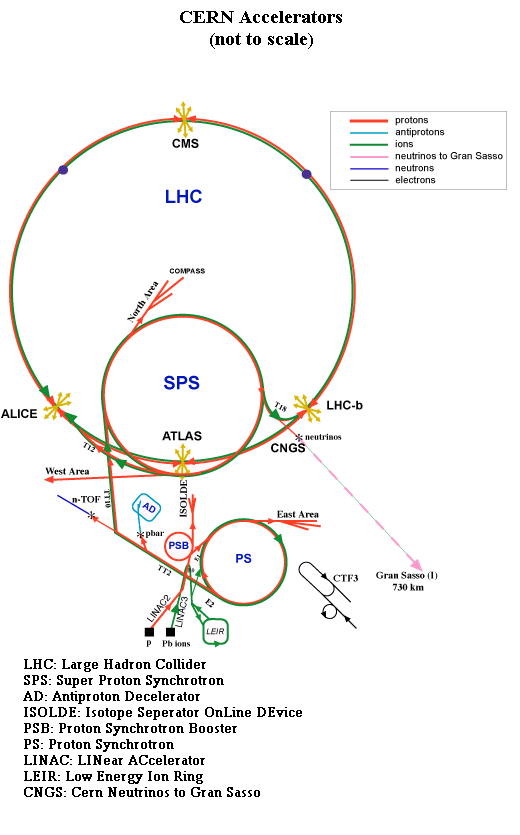 CERN Accelerators
(not to scale)
protons
antiprotons
ions
neutrinos to Gran Sasso
neutrons
electrons
CMS
LHC
COMPASS
North Area
SPS
ALICE
LHC-b
T18
ATLAS
CNGS
neutrinos
T12
West Area
TT10
ISOLDE
n-TOF
AD
East Area
pbar
PSB
PS
E1
TT2
Gran Sasso (I)
730 km
CTF3
LINAC2
LINAC3
E2
LEIR
p
Pb ions
LHC: Large Hadron Collider
SPS: Super Proton Synchrotron
AD: Antiproton Decelerator
ISOLDE: Isotope Seperator OnLine DEvice
PSB: Proton Synchrotron Booster
PS: Proton Synchrotron
LINAC: LINear ACcelerator
LEIR: Low Energy Ion Ring
CNGS: Cern Neutrinos to Gran Sasso